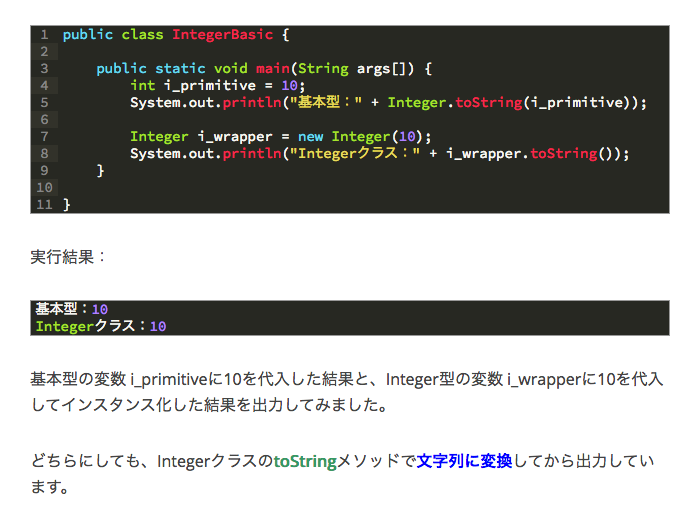 1 public class IntegerBasic {
2
3 public static void main(String args[]) {
4 int i_primitive = 10;
5 System.out.println("基本型：" + Integer.toString(i_primitive));
6
7 Integer i_wrapper = new Integer(10);
8 System.out.println("Integerクラス：" + i_wrapper.toString());
9 }
10
11 }
実行結果：
基本型：10
Integerクラス：10
基本型の変数 i_primitiveに10を代入した結果と、Integer型の変数 i_wrapperに10を代入
してインスタンス化した結果を出力してみました。
どちらにしても、IntegerクラスのtoStringメソッドで文字列に変換してから出力してい
ます。